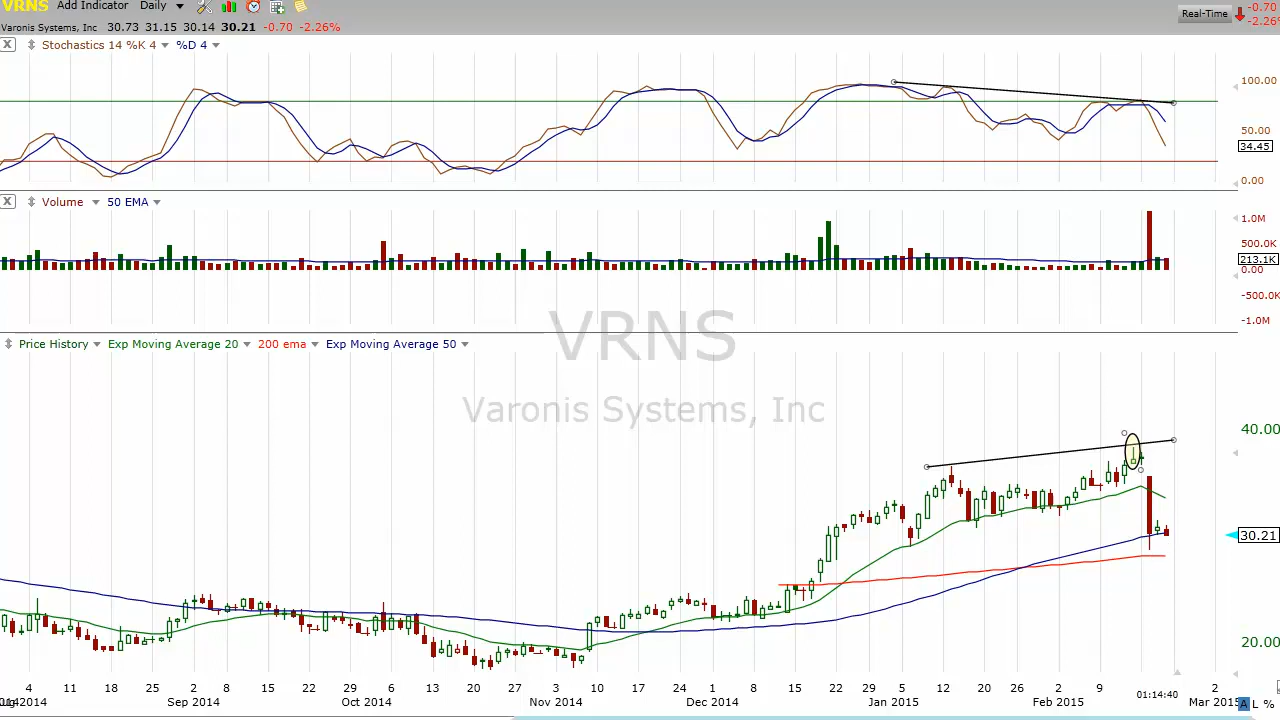 VRNS Add Indicator Daily Real-Time -0.70
Varonis Systems, Inc 30.73 31.15 30.14 30.21 -0.70 -2.26% -2.26%
X Stochastics 14 %K 4 %D 4
100.00
50.00
34.45
0.00
X Volume 50 EMA
1.0M
500.0K
213.1K
0.00
-500.0K
-1.0M
VRNS
Varonis Systems, Inc
Price History Exp Moving Average 20 200 ema Exp Moving Average 50
40.00
30.21
20.00
4 11 18 25 2 8 15 22 29 6 13 20 27 3 10 17 24 1 8 15 22 29 5 12 20 26 2 9 01:14:40 2
2014 Sep 2014 Oct 2014 Nov 2014 Dec 2014 Jan 2015 Feb 2015 Mar 2015 A L %